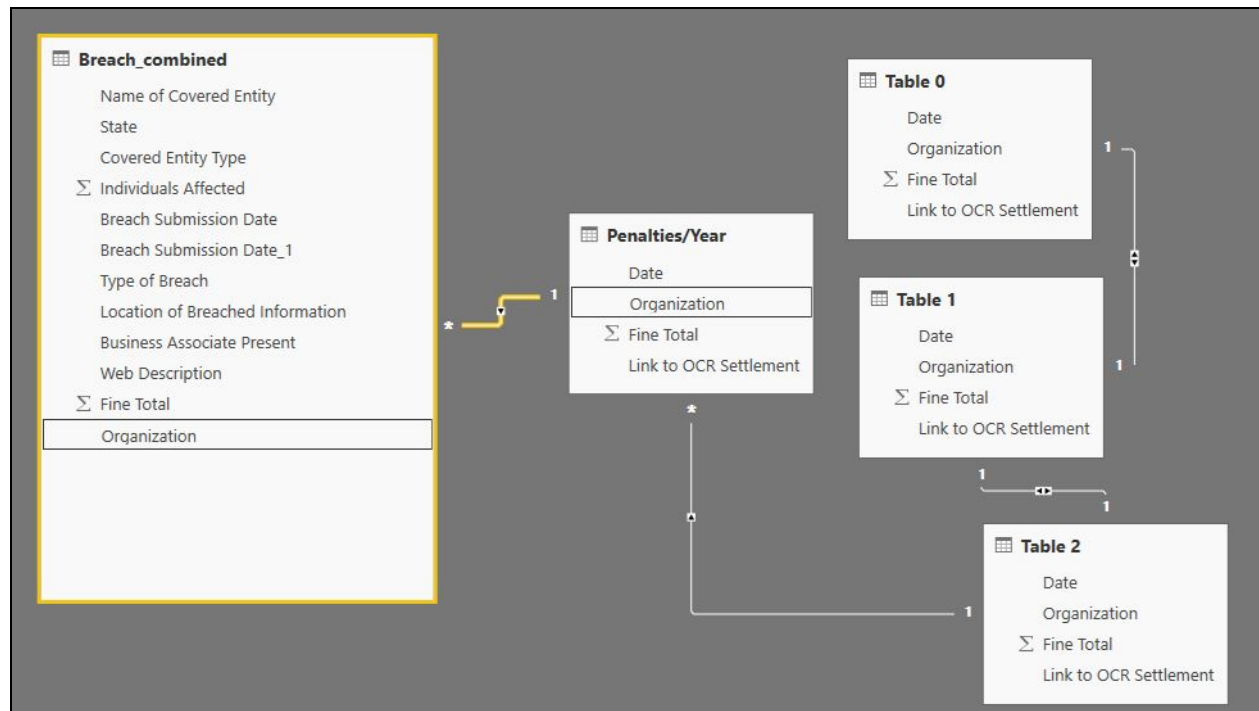 Breach_combined
Name of Covered Entity
State
Covered Entity Type
Σ Individuals Affected
Breach Submission Date
Breach Submission Date_1
Type of Breach
Location of Breached Information
Business Associate Present
Web Description
Σ Fine Total
Organization
*
1
Penalties/Year
Date
Organization
Σ Fine Total
Link to OCR Settlement
*
Table 0
Date
Organization
Σ Fine Total
Link to OCR Settlement
1
Table 1
Date
Organization
Σ Fine Total
Link to OCR Settlement
1
1
1
Table 2
Date
Organization
Σ Fine Total
Link to OCR Settlement
1